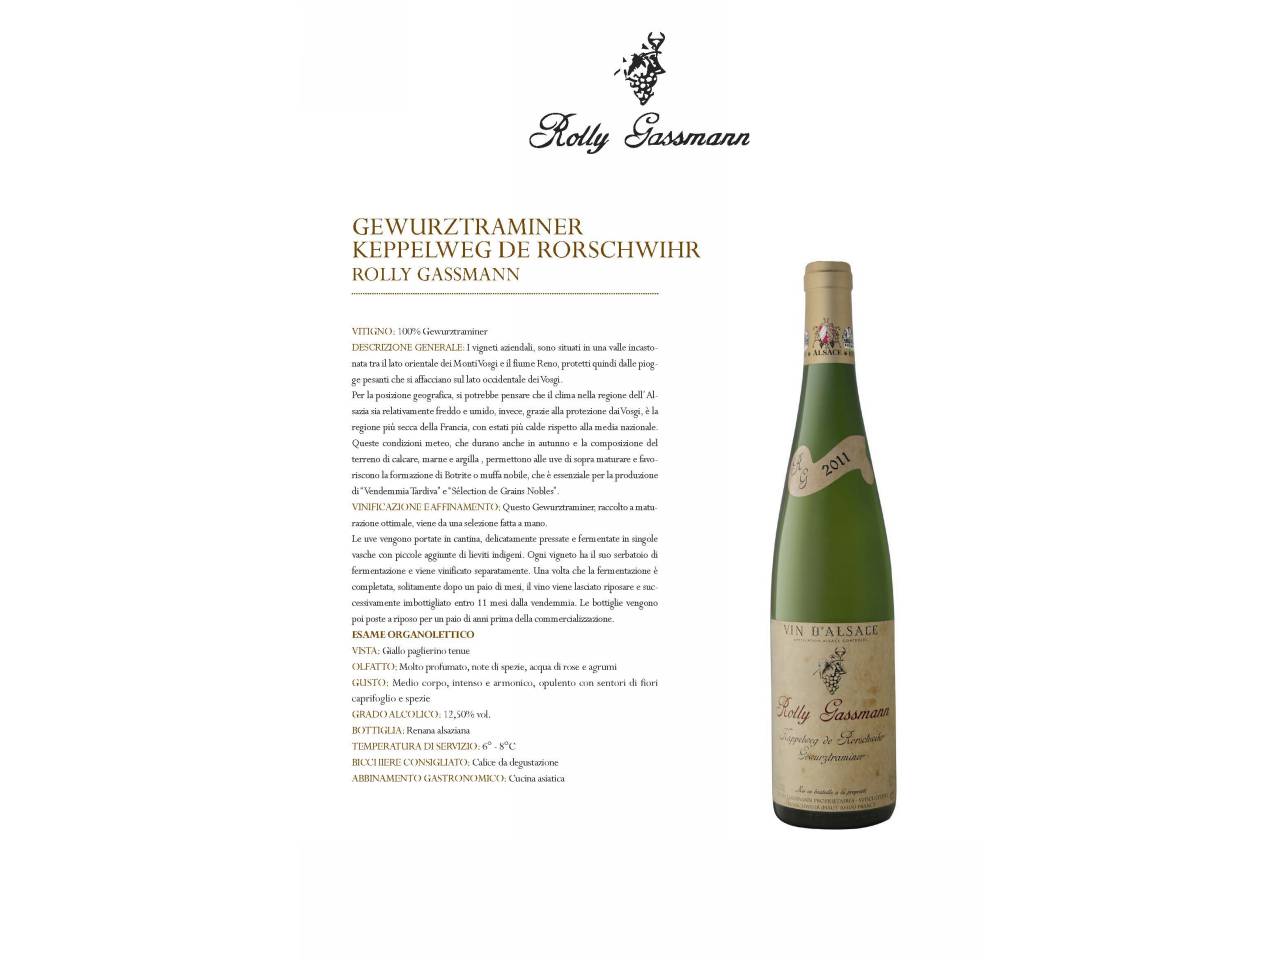 Rolly Gassmann
GEWURZTRAMINER
KEPPELWEG DE RORSCHWIHR
ROLLY GASSMANN
VITIGNO: 100% Gewurztraminer
DESCRIZIONE GENERALE: I vigneti aziendali, sono situati in una valle incasto-
nata tra il lato orientale dei Monti Vosgi e il fiume Reno, protetti quindi dalle piog-
ge pesanti che si affacciano sul lato occidentale dei Vosgi.
Per la posizione geografica, si potrebbe pensare che il clima nella regione dell' Al-
sazia sia relativamente freddo e umido, invece, grazie alla protezione dai Vosgi, è la
regione più secca della Francia, con estati più calde rispetto alla media nazionale.
Queste condizioni meteo, che durano anche in autunno e la composizione del
terreno di calcare, marne e argilla , permettono alle uve di sopra maturare e favo-
riscono la formazione di Botrite o muffa nobile, che è essenziale per la produzione
di “Vendemmia Tardiva” e “Sélection de Grains Nobles”.
VINIFICAZIONE E AFFINAMENTO: Questo Gewurztraminer, raccolto a matu-
razione ottimale, viene da una selezione fatta a mano.
Le uve vengono portate in cantina, delicatamente pressate e fermentate in singole
vasche con piccole aggiunte di lieviti indigeni. Ogni vigneto ha il suo serbatoio di
fermentazione e viene vinificato separatamente. Una volta che la fermentazione è
completata, solitamente dopo un paio di mesi, il vino viene lasciato riposare e suc-
cessivamente imbottigliato entro 11 mesi dalla vendemmia. Le bottiglie vengono
poi poste a riposo per un paio di anni prima della commercializzazione.
ESAME ORGANOLETTICO
VISTA: Giallo paglierino tenue
OLFATTO: Molto profumato, note di spezie, acqua di rose e agrumi
GUSTO: Medio corpo, intenso e armonico, opulento con sentori di fiori
caprifoglio e spezie
GRADO ALCOLICO: 12,50% vol.
BOTTIGLIA: Renana alsaziana
TEMPERATURA DI SERVIZIO: 6° - 8°C
BICCHIERE CONSIGLIATO: Calice da degustazione
ABBINAMENTO GASTRONOMICO: Cucina asiatica
ALSACE
R G 2011
VIN D'ALSACE
APPELLATION ALSACE CONTROLEE
Rolly Gassmann
Keppelweg de Rorschwihr
Gewurztraminer
Mis en bouteille à la propriété